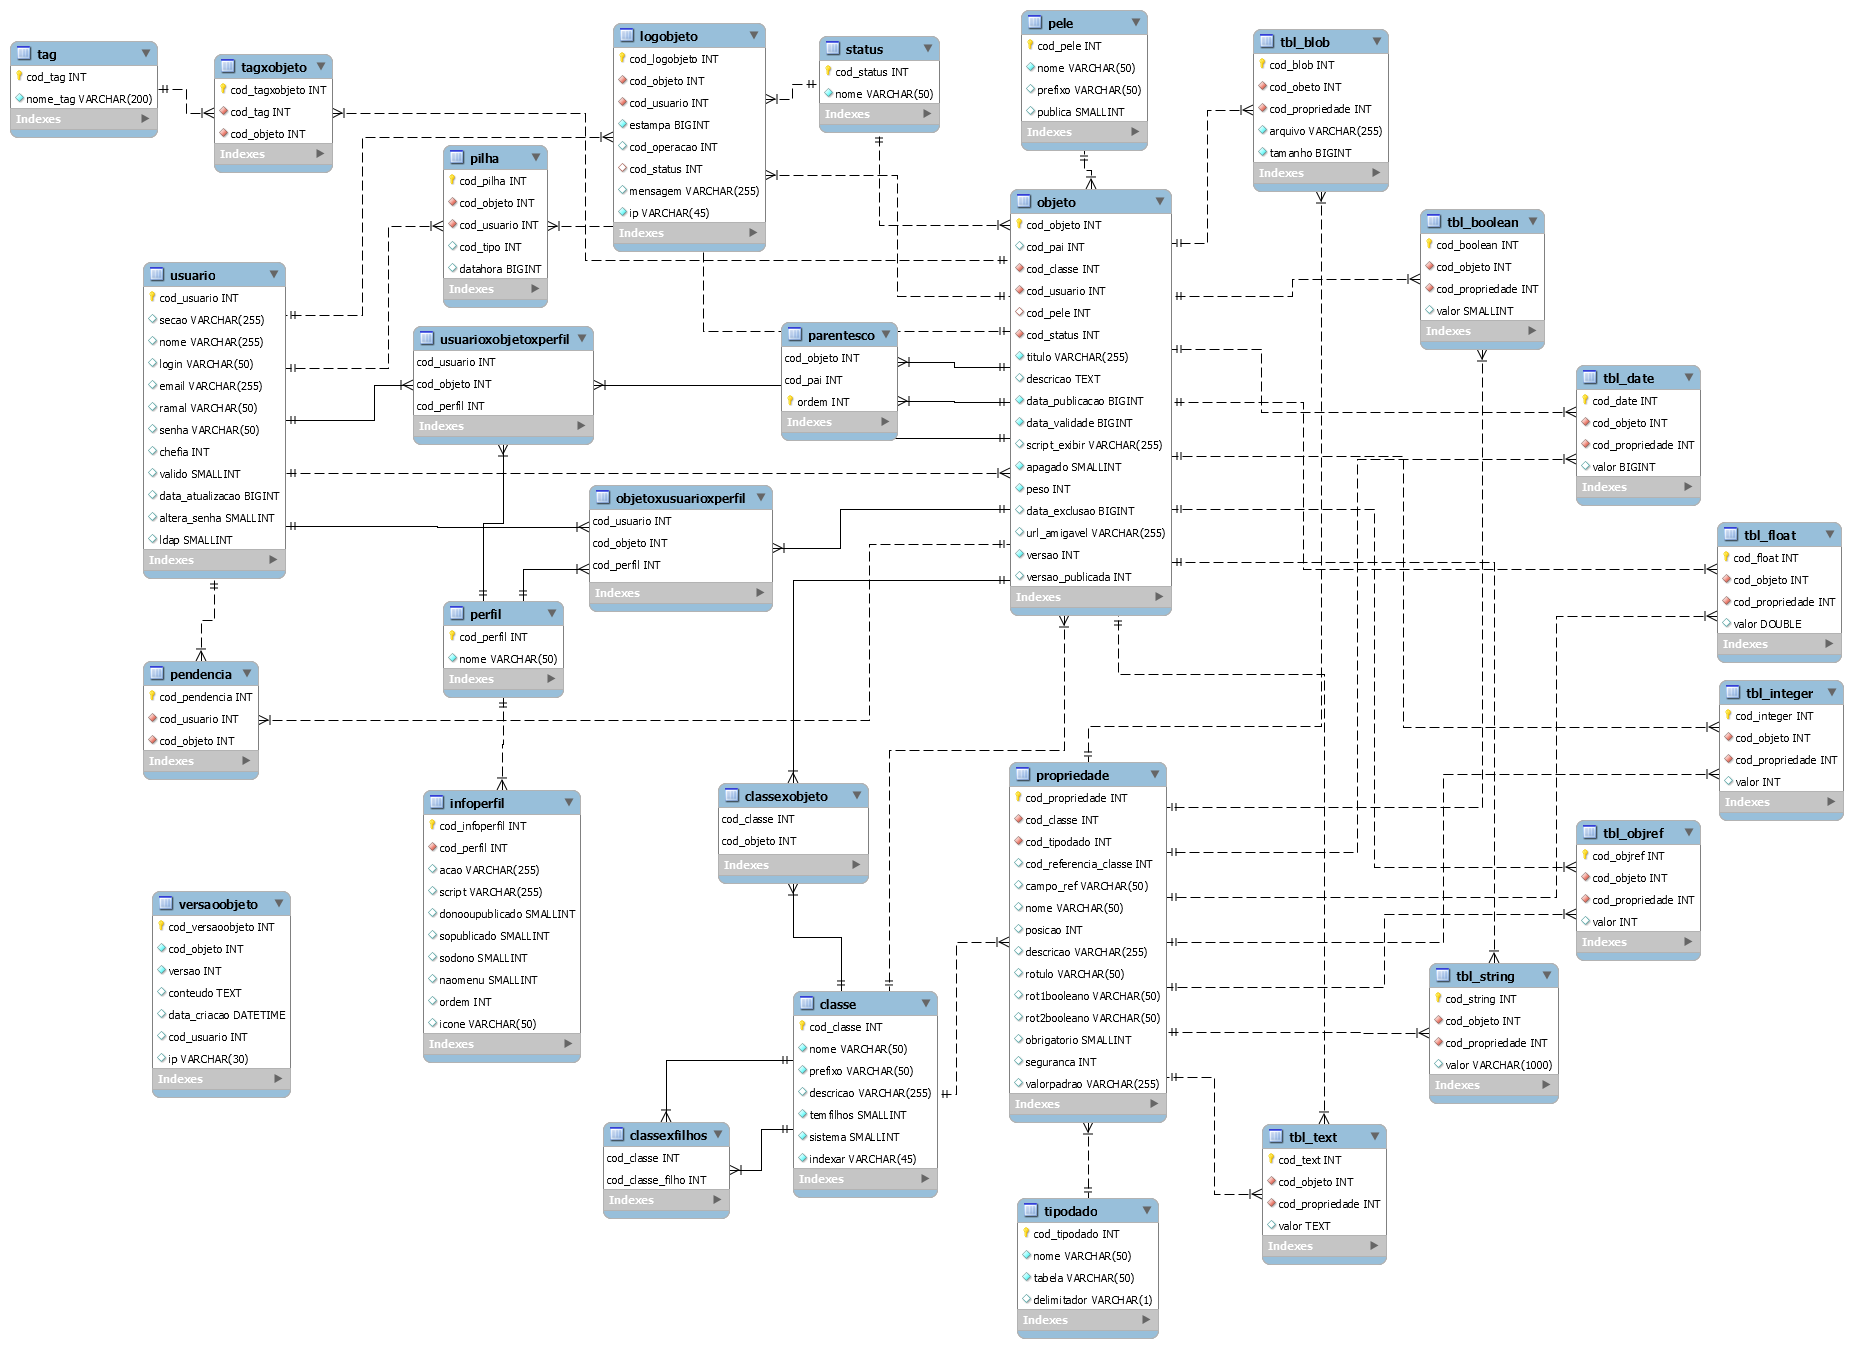 tag
cod_tag INT
nome_tag VARCHAR(200)
Indexes
tagxobjeto
cod_tagxobjeto INT
cod_tag INT
cod_objeto INT
Indexes
logobjeto
cod_logobjeto INT
cod_objeto INT
cod_usuario INT
estampa BIGINT
cod_operacao INT
cod_status INT
mensagem VARCHAR(255)
ip VARCHAR(45)
Indexes
status
cod_status INT
nome VARCHAR(50)
Indexes
pele
cod_pele INT
nome VARCHAR(50)
prefixo VARCHAR(50)
publica SMALLINT
Indexes
tbl_blob
cod_blob INT
cod_obeto INT
cod_propriedade INT
arquivo VARCHAR(255)
tamanho BIGINT
Indexes
pilha
cod_pilha INT
cod_objeto INT
cod_usuario INT
cod_tipo INT
datahora BIGINT
Indexes
objeto
cod_objeto INT
cod_pai INT
cod_classe INT
cod_usuario INT
cod_pele INT
cod_status INT
titulo VARCHAR(255)
descricao TEXT
data_publicacao BIGINT
data_validade BIGINT
script_exibir VARCHAR(255)
apagado SMALLINT
peso INT
data_exclusao BIGINT
url_amigavel VARCHAR(255)
versao INT
versao_publicada INT
Indexes
tbl_boolean
cod_boolean INT
cod_objeto INT
cod_propriedade INT
valor SMALLINT
Indexes
usuario
cod_usuario INT
secao VARCHAR(255)
nome VARCHAR(255)
login VARCHAR(50)
email VARCHAR(255)
ramal VARCHAR(50)
senha VARCHAR(50)
chefia INT
valido SMALLINT
data_atualizacao BIGINT
altera_senha SMALLINT
ldap SMALLINT
Indexes
usuarioxobjetoxperfil
cod_usuario INT
cod_objeto INT
cod_perfil INT
Indexes
parentesco
cod_objeto INT
cod_pai INT
ordem INT
Indexes
tbl_date
cod_date INT
cod_objeto INT
cod_propriedade INT
valor BIGINT
Indexes
objetoxusuarioxperfil
cod_usuario INT
cod_objeto INT
cod_perfil INT
Indexes
tbl_float
cod_float INT
cod_objeto INT
cod_propriedade INT
valor DOUBLE
Indexes
perfil
cod_perfil INT
nome VARCHAR(50)
Indexes
pendencia
cod_pendencia INT
cod_usuario INT
cod_objeto INT
Indexes
tbl_integer
cod_integer INT
cod_objeto INT
cod_propriedade INT
valor INT
Indexes
infoperfil
cod_infoperfil INT
cod_perfil INT
acao VARCHAR(255)
script VARCHAR(255)
donooupublicado SMALLINT
sopublicado SMALLINT
sodono SMALLINT
naomenu SMALLINT
ordem INT
icone VARCHAR(50)
Indexes
classexobjeto
cod_classe INT
cod_objeto INT
Indexes
propriedade
cod_propriedade INT
cod_classe INT
cod_tipodado INT
cod_referencia_classe INT
campo_ref VARCHAR(50)
nome VARCHAR(50)
posicao INT
descricao VARCHAR(255)
rotulo VARCHAR(50)
rot1booleano VARCHAR(50)
rot2booleano VARCHAR(50)
obrigatorio SMALLINT
seguranca INT
valorpadrao VARCHAR(255)
Indexes
tbl_objref
cod_objref INT
cod_objeto INT
cod_propriedade INT
valor INT
Indexes
versaoobjeto
cod_versaoobjeto INT
cod_objeto INT
versao INT
conteudo TEXT
data_criacao DATETIME
cod_usuario INT
ip VARCHAR(30)
Indexes
tbl_string
cod_string INT
cod_objeto INT
cod_propriedade INT
valor VARCHAR(1000)
Indexes
classe
cod_classe INT
nome VARCHAR(50)
prefixo VARCHAR(50)
descricao VARCHAR(255)
temfilhos SMALLINT
sistema SMALLINT
indexar VARCHAR(45)
Indexes
classexfilhos
cod_classe INT
cod_classe_filho INT
Indexes
tbl_text
cod_text INT
cod_objeto INT
cod_propriedade INT
valor TEXT
Indexes
tipodado
cod_tipodado INT
nome VARCHAR(50)
tabela VARCHAR(50)
delimitador VARCHAR(1)
Indexes